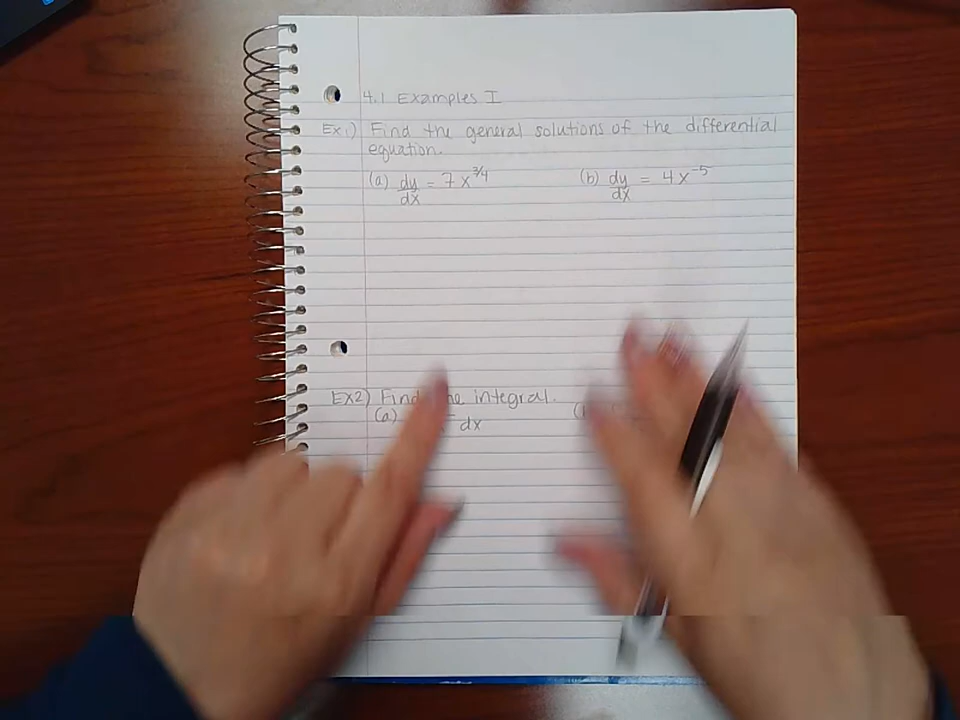 4.1 Examples I
Ex1) Find the general solutions of the differential
equation.
(a) dy/dx = 7x^3/4 (b) dy/dx = 4x^-5
Ex2) Find the integral.
(a) dx